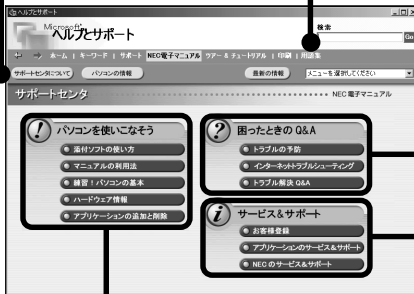 ヘルプとサポート
Microsoft
ヘルプとサポート
検索
Go
ホーム | キーワード | サポート NEC電子マニュアル ツアー & チュートリアル | 印刷 | 用語集
サポートセンタについて パソコンの情報 最新の情報 メニューを選択してください
サポートセンタ NEC 電子マニュアル
パソコンを使いこなそう
添付ソフトの使い方
マニュアルの利用法
練習！パソコンの基本
ハードウェア情報
アプリケーションの追加と削除
困ったときの Q&A
トラブルの予防
インターネットトラブルシューティング
トラブル解決 Q&A
サービス&サポート
お客様登録
アプリケーションのサービス&サポート
NEC のサービス&サポート